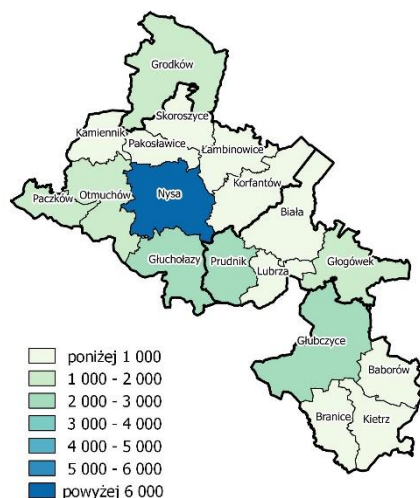 Grodków
Skoroszyce
Kamiennik
Pakosławice
Łambinowice
Korfantów
Paczków
Otmuchów
Nysa
Biała
Głuchołazy
Prudnik
Lubrza
Głogówek
Głubczyce
Baborów
Branice
Kietrz
poniżej 1 000
1 000 - 2 000
2 000 - 3 000
3 000 - 4 000
4 000 - 5 000
5 000 - 6 000
powyżej 6 000